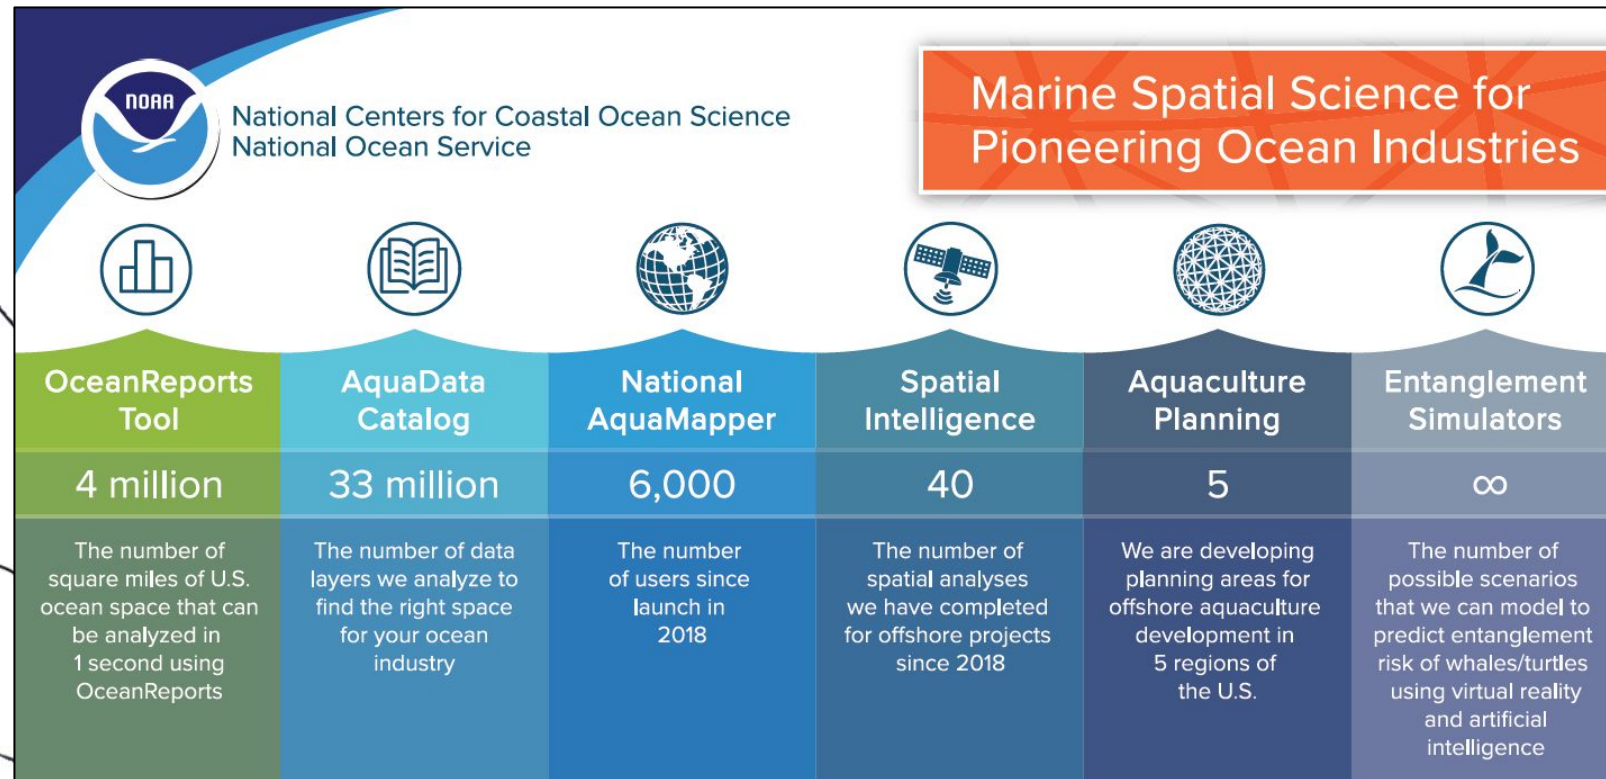 NOAA
National Centers for Coastal Ocean Science
National Ocean Service
Marine Spatial Science for
Pioneering Ocean Industries
OceanReports
Tool
4 million
The number of
square miles of U.S.
ocean space that can
be analyzed in
1 second using
OceanReports
AquaData
Catalog
33 million
The number of data
layers we analyze to
find the right space
for your ocean
industry
National
AquaMapper
6,000
The number
of users since
launch in
2018
Spatial
Intelligence
40
The number of
spatial analyses
we have completed
for offshore projects
since 2018
Aquaculture
Planning
5
We are developing
planning areas for
offshore aquaculture
development in
5 regions of
the U.S.
Entanglement
Simulators
∞
The number of
possible scenarios
that we can model to
predict entanglement
risk of whales/turtles
using virtual reality
and artificial
intelligence